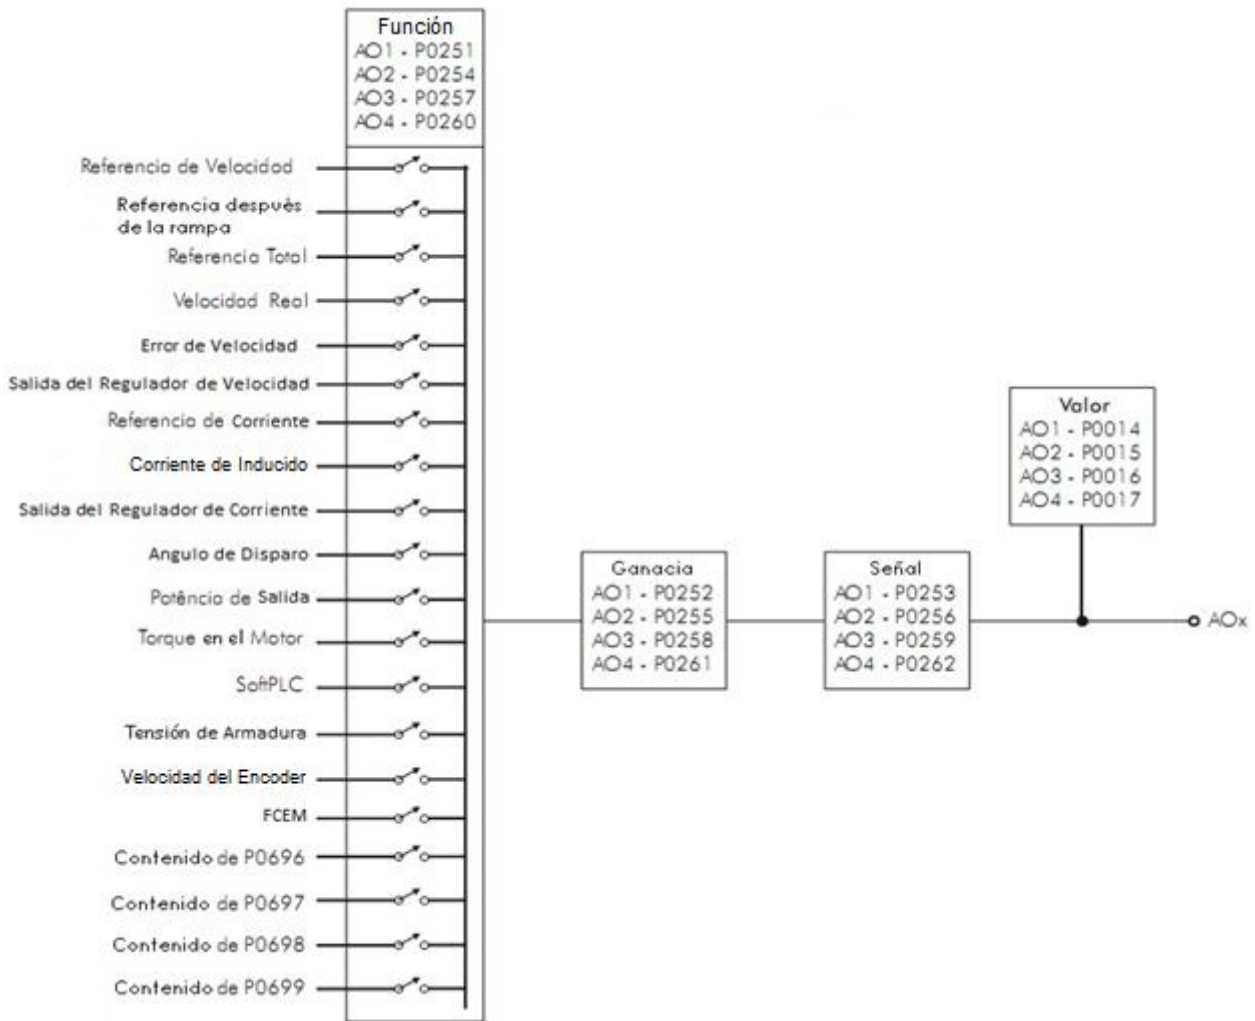 Función
AO1 - P0251
AO2 - P0254
AO3 - P0257
AO4 - P0260
Referencia de Velocidad
Referencia después
de la rampa
Referencia Total
Velocidad Real
Error de Velocidad
Salida del Regulador de Velocidad
Referencia de Corriente
Corriente de Inducido
Salida del Regulador de Corriente
Angulo de Disparo
Potência de Salida
Torque en el Motor
SoftPLC
Tensión de Armadura
Velocidad del Encoder
FCEM
Contenido de P0696
Contenido de P0697
Contenido de P0698
Contenido de P0699
Ganacia
AO1 - P0252
AO2 - P0255
AO3 - P0258
AO4 - P0261
Señal
AO1 - P0253
AO2 - P0256
AO3 - P0259
AO4 - P0262
Valor
AO1 - P0014
AO2 - P0015
AO3 - P0016
AO4 - P0017
AOx